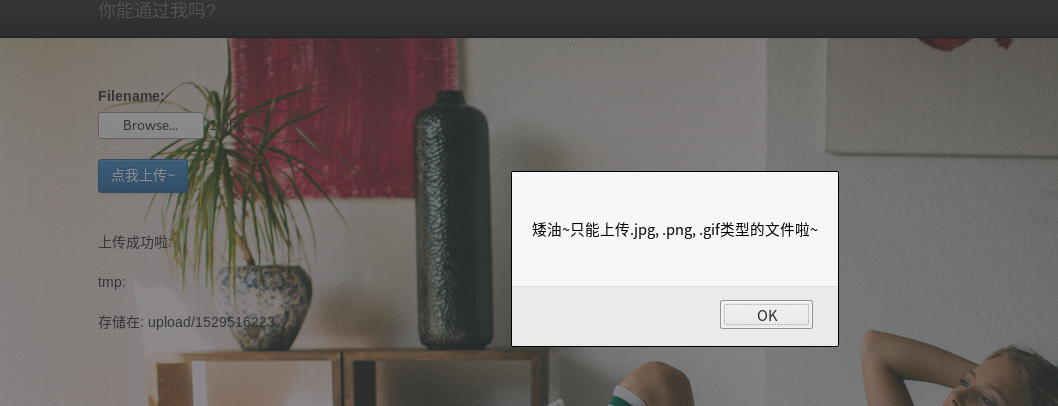 你能通过我吗?
Filename:
Browse...
点我上传~
上传成功啦:
tmp:
存储在: upload/1529516223.
矮油~只能上传.jpg, .png, .gif类型的文件啦~
OK